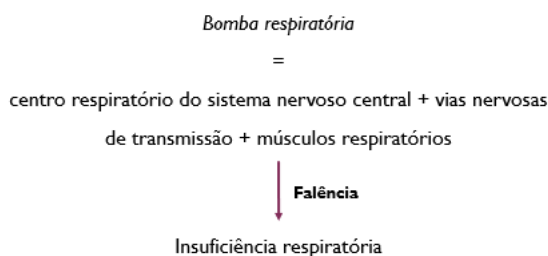 Bomba respiratória
=
centro respiratório do sistema nervoso central + vias nervosas
de transmissão + músculos respiratórios
Falência
Insuficiência respiratória